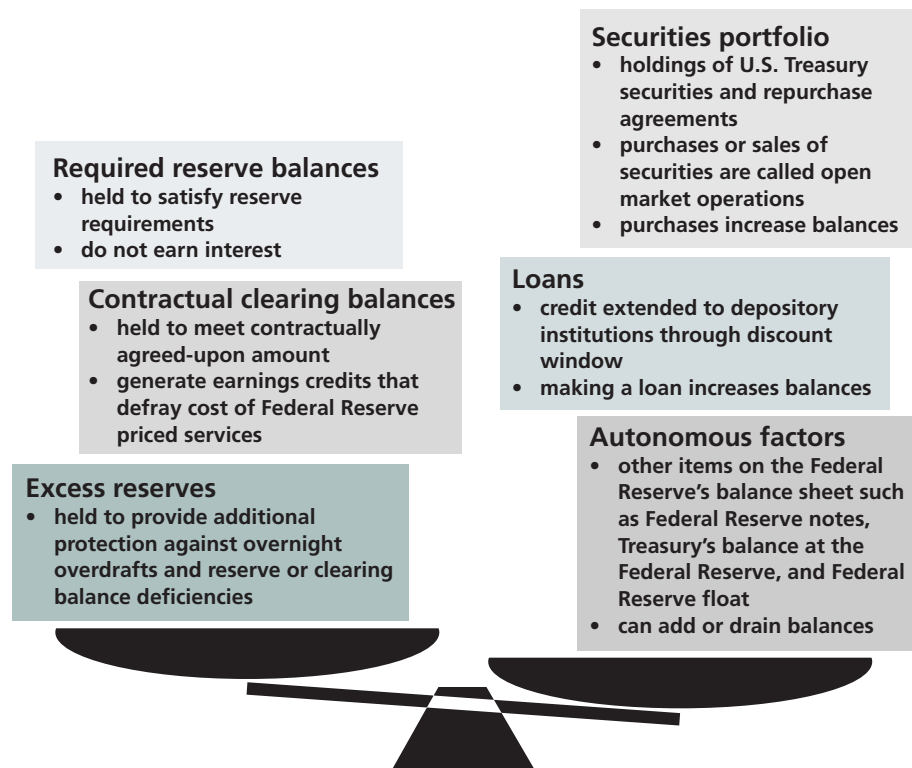 Required reserve balances
• held to satisfy reserve
requirements
• do not earn interest
Contractual clearing balances
• held to meet contractually
agreed-upon amount
• generate earnings credits that
defray cost of Federal Reserve
priced services
Excess reserves
• held to provide additional
protection against overnight
overdrafts and reserve or clearing
balance deficiencies
Securities portfolio
• holdings of U.S. Treasury
securities and repurchase
agreements
• purchases or sales of
securities are called open
market operations
• purchases increase balances
Loans
• credit extended to depository
institutions through discount
window
• making a loan increases balances
Autonomous factors
• other items on the Federal
Reserve’s balance sheet such
as Federal Reserve notes,
Treasury’s balance at the
Federal Reserve, and Federal
Reserve float
• can add or drain balances